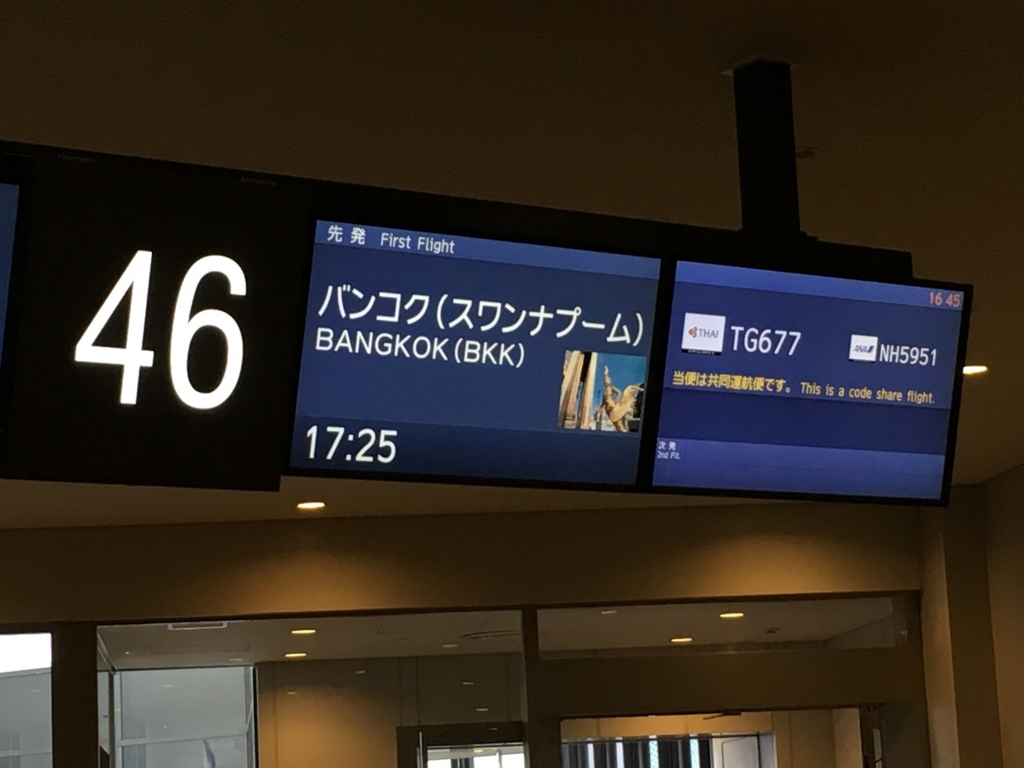 46
先発 First Flight
バンコク(スワンナプーム)
BANGKOK(BKK)
17:25
16 45
THAI TG677 ANA NH5951
当便は共同運航便です。 This is a code share flight.
次発
2nd Flt.